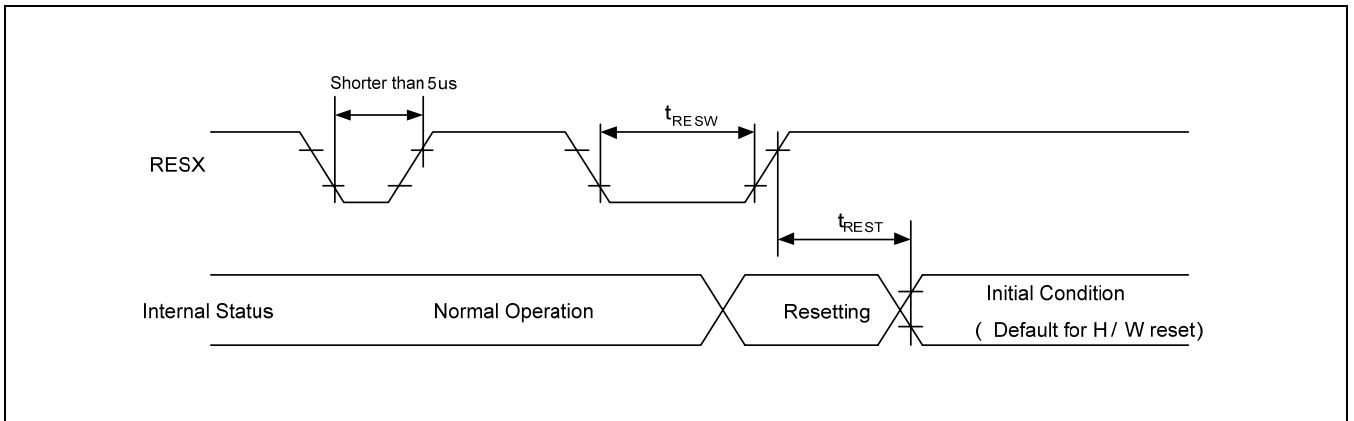 Shorter than 5us
tRESW
RESX
tREST
Internal Status
Normal Operation
Resetting
Initial Condition
( Default for H / W reset)